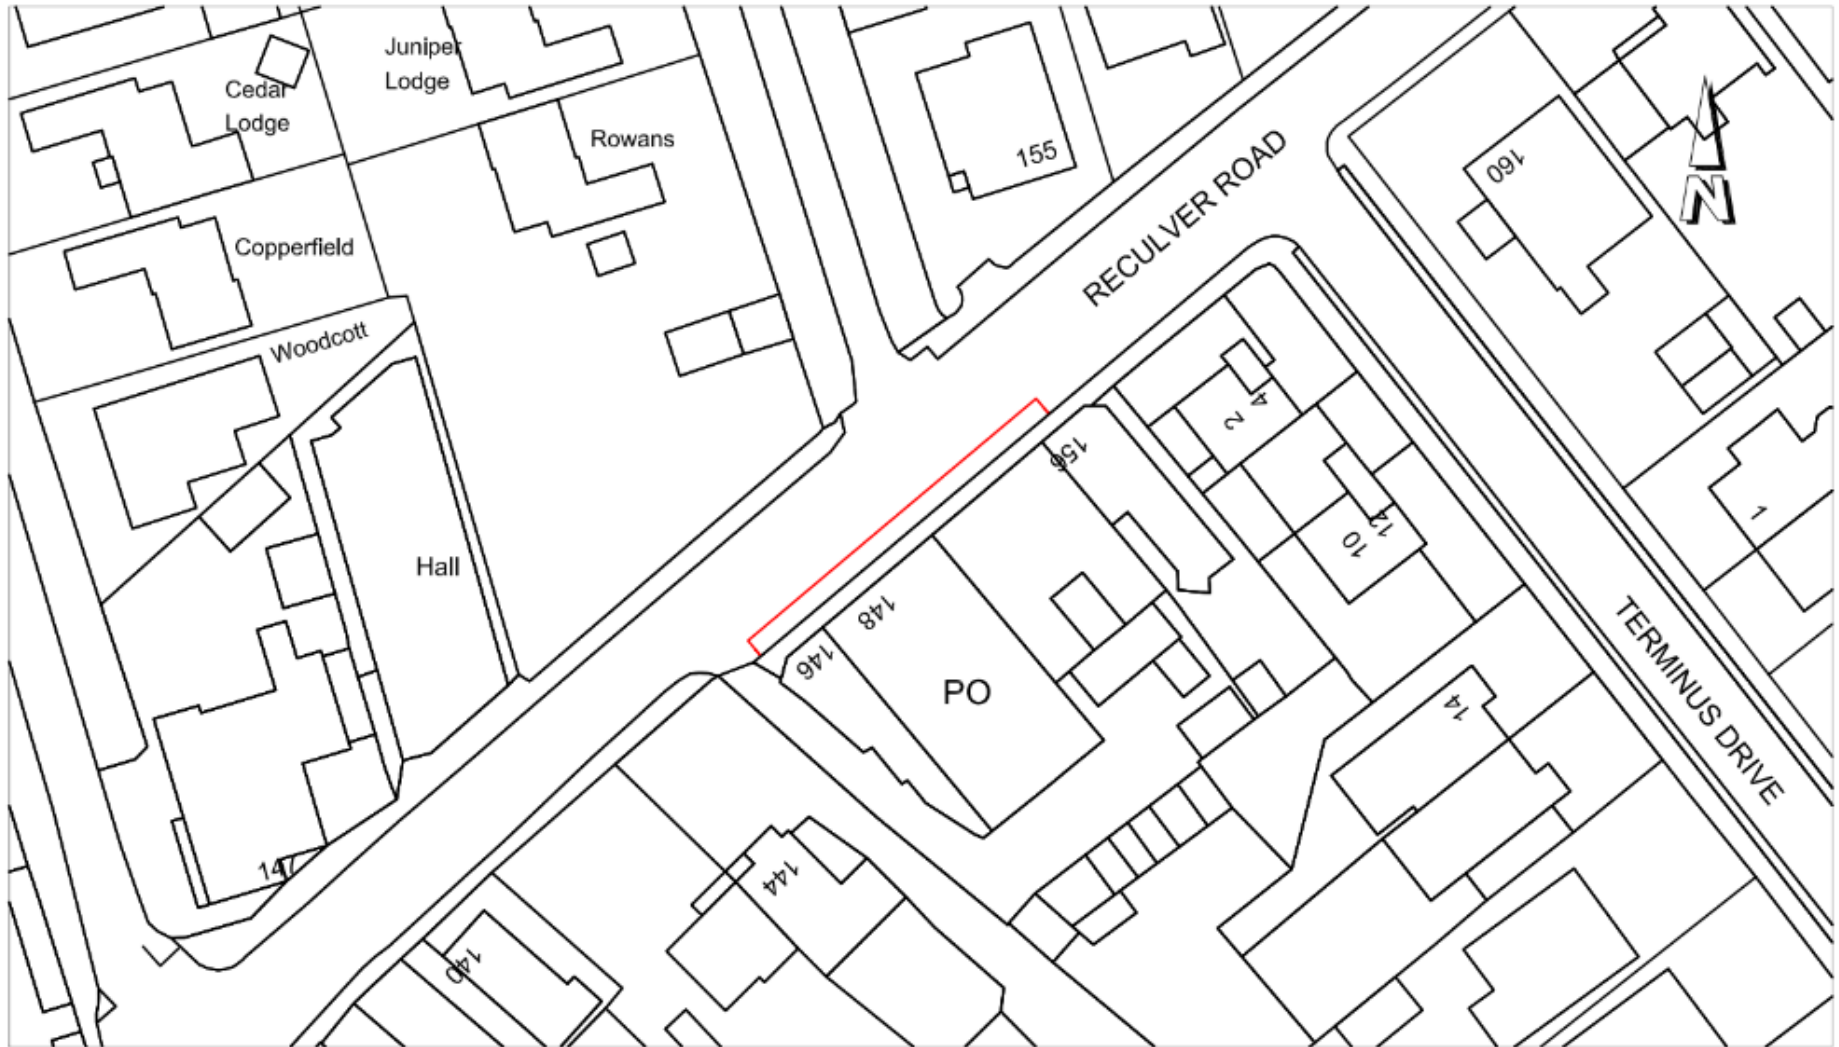 Juniper
Lodge
Cedar
Lodge
Rowans
155
RECULVER ROAD
160
N
Copperfield
Woodcott
4
2
156
12
10
1
Hall
148
146
PO
TERMINUS DRIVE
14
147
144
140